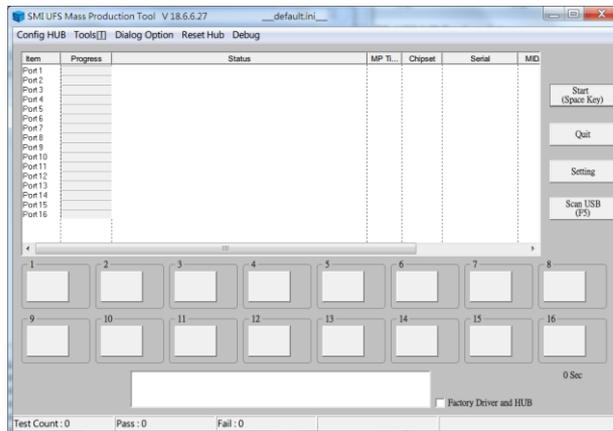 SMI UFS Mass Production Tool V 18.6.6.27 __default.ini__
Config HUB Tools[T] Dialog Option Reset Hub Debug
Item Progress Status MP Ti... Chipset Serial MID
Port 1
Port 2
Port 3
Port 4
Port 5
Port 6
Port 7
Port 8
Port 9
Port 10
Port 11
Port 12
Port 13
Port 14
Port 15
Port 16
Start
(Space Key)
Quit
Setting
Scan USB
(F5)
1 2 3 4 5 6 7 8
9 10 11 12 13 14 15 16
0 Sec
Factory Driver and HUB
Test Count : 0 Pass : 0 Fail : 0